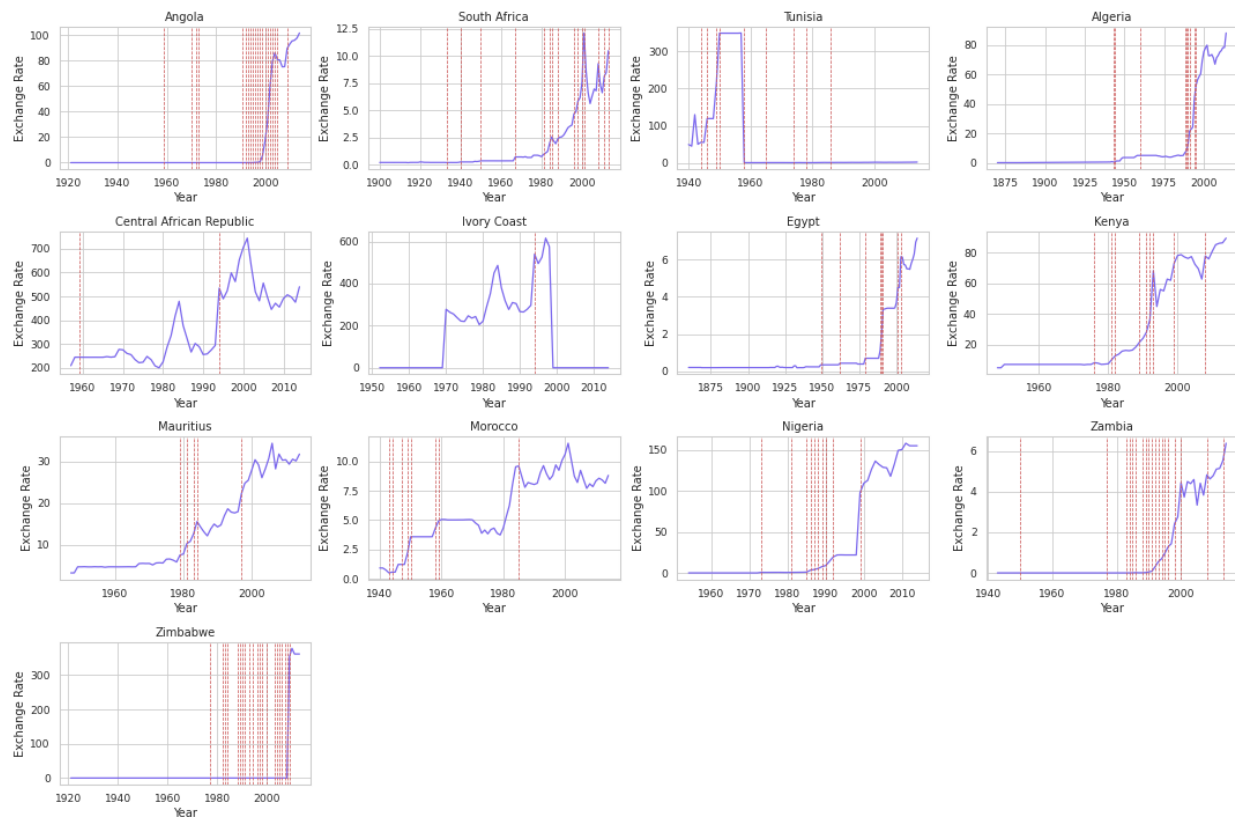 Angola
Exchange Rate
100
80
60
40
20
0
1920 1940 1960 1980 2000
Year
South Africa
Exchange Rate
12.5
10.0
7.5
5.0
2.5
0.0
1900 1920 1940 1960 1980 2000
Year
Tunisia
Exchange Rate
300
200
100
0
1940 1960 1980 2000
Year
Algeria
Exchange Rate
80
60
40
20
0
1875 1900 1925 1950 1975 2000
Year
Central African Republic
Exchange Rate
700
600
500
400
300
200
1960 1970 1980 1990 2000 2010
Year
Ivory Coast
Exchange Rate
600
400
200
0
1950 1960 1970 1980 1990 2000 2010
Year
Egypt
Exchange Rate
6
4
2
0
1875 1900 1925 1950 1975 2000
Year
Kenya
Exchange Rate
80
60
40
20
1960 1980 2000
Year
Mauritius
Exchange Rate
30
20
10
1960 1980 2000
Year
Morocco
Exchange Rate
10.0
7.5
5.0
2.5
0.0
1940 1960 1980 2000
Year
Nigeria
Exchange Rate
150
100
50
0
1950 1960 1970 1980 1990 2000 2010
Year
Zambia
Exchange Rate
6
4
2
0
1940 1960 1980 2000
Year
Zimbabwe
Exchange Rate
300
200
100
0
1920 1940 1960 1980 2000
Year